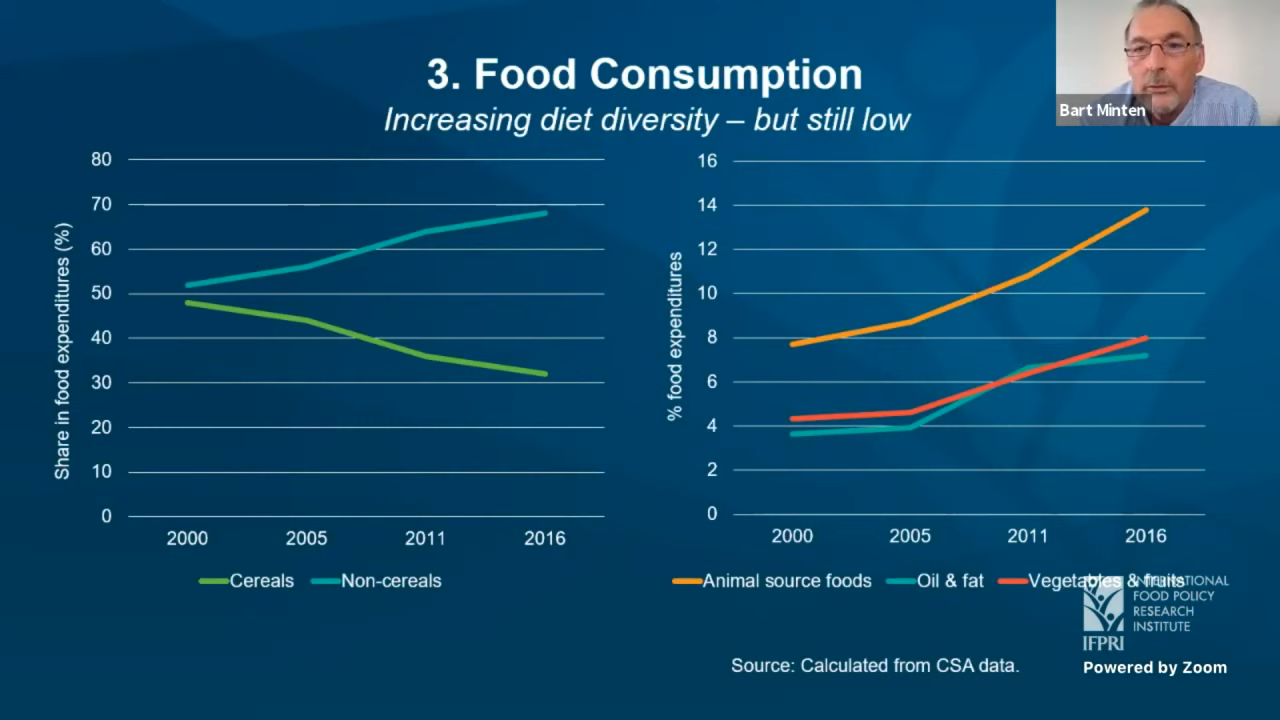 3. Food Consumption
Increasing diet diversity – but still low
Bart Minten
Share in food expenditures (%)
80
70
60
50
40
30
20
10
0
2000 2005 2011 2016
Cereals Non-cereals
% food expenditures
16
14
12
10
8
6
4
2
0
2000 2005 2011 2016
Animal source foods Oil & fat Vegetables & fruits
INTERNATIONAL
FOOD POLICY
RESEARCH
INSTITUTE
IFPRI
Source: Calculated from CSA data.
Powered by Zoom